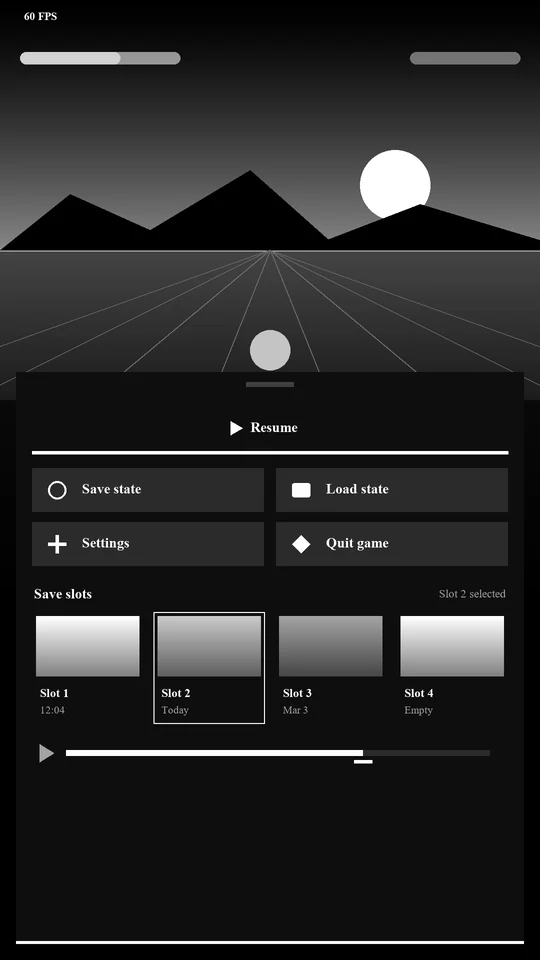 60 FPS
Resume
Save state
Load state
Settings
Quit game
Save slots
Slot 2 selected
Slot 1
12:04
Slot 2
Today
Slot 3
Mar 3
Slot 4
Empty